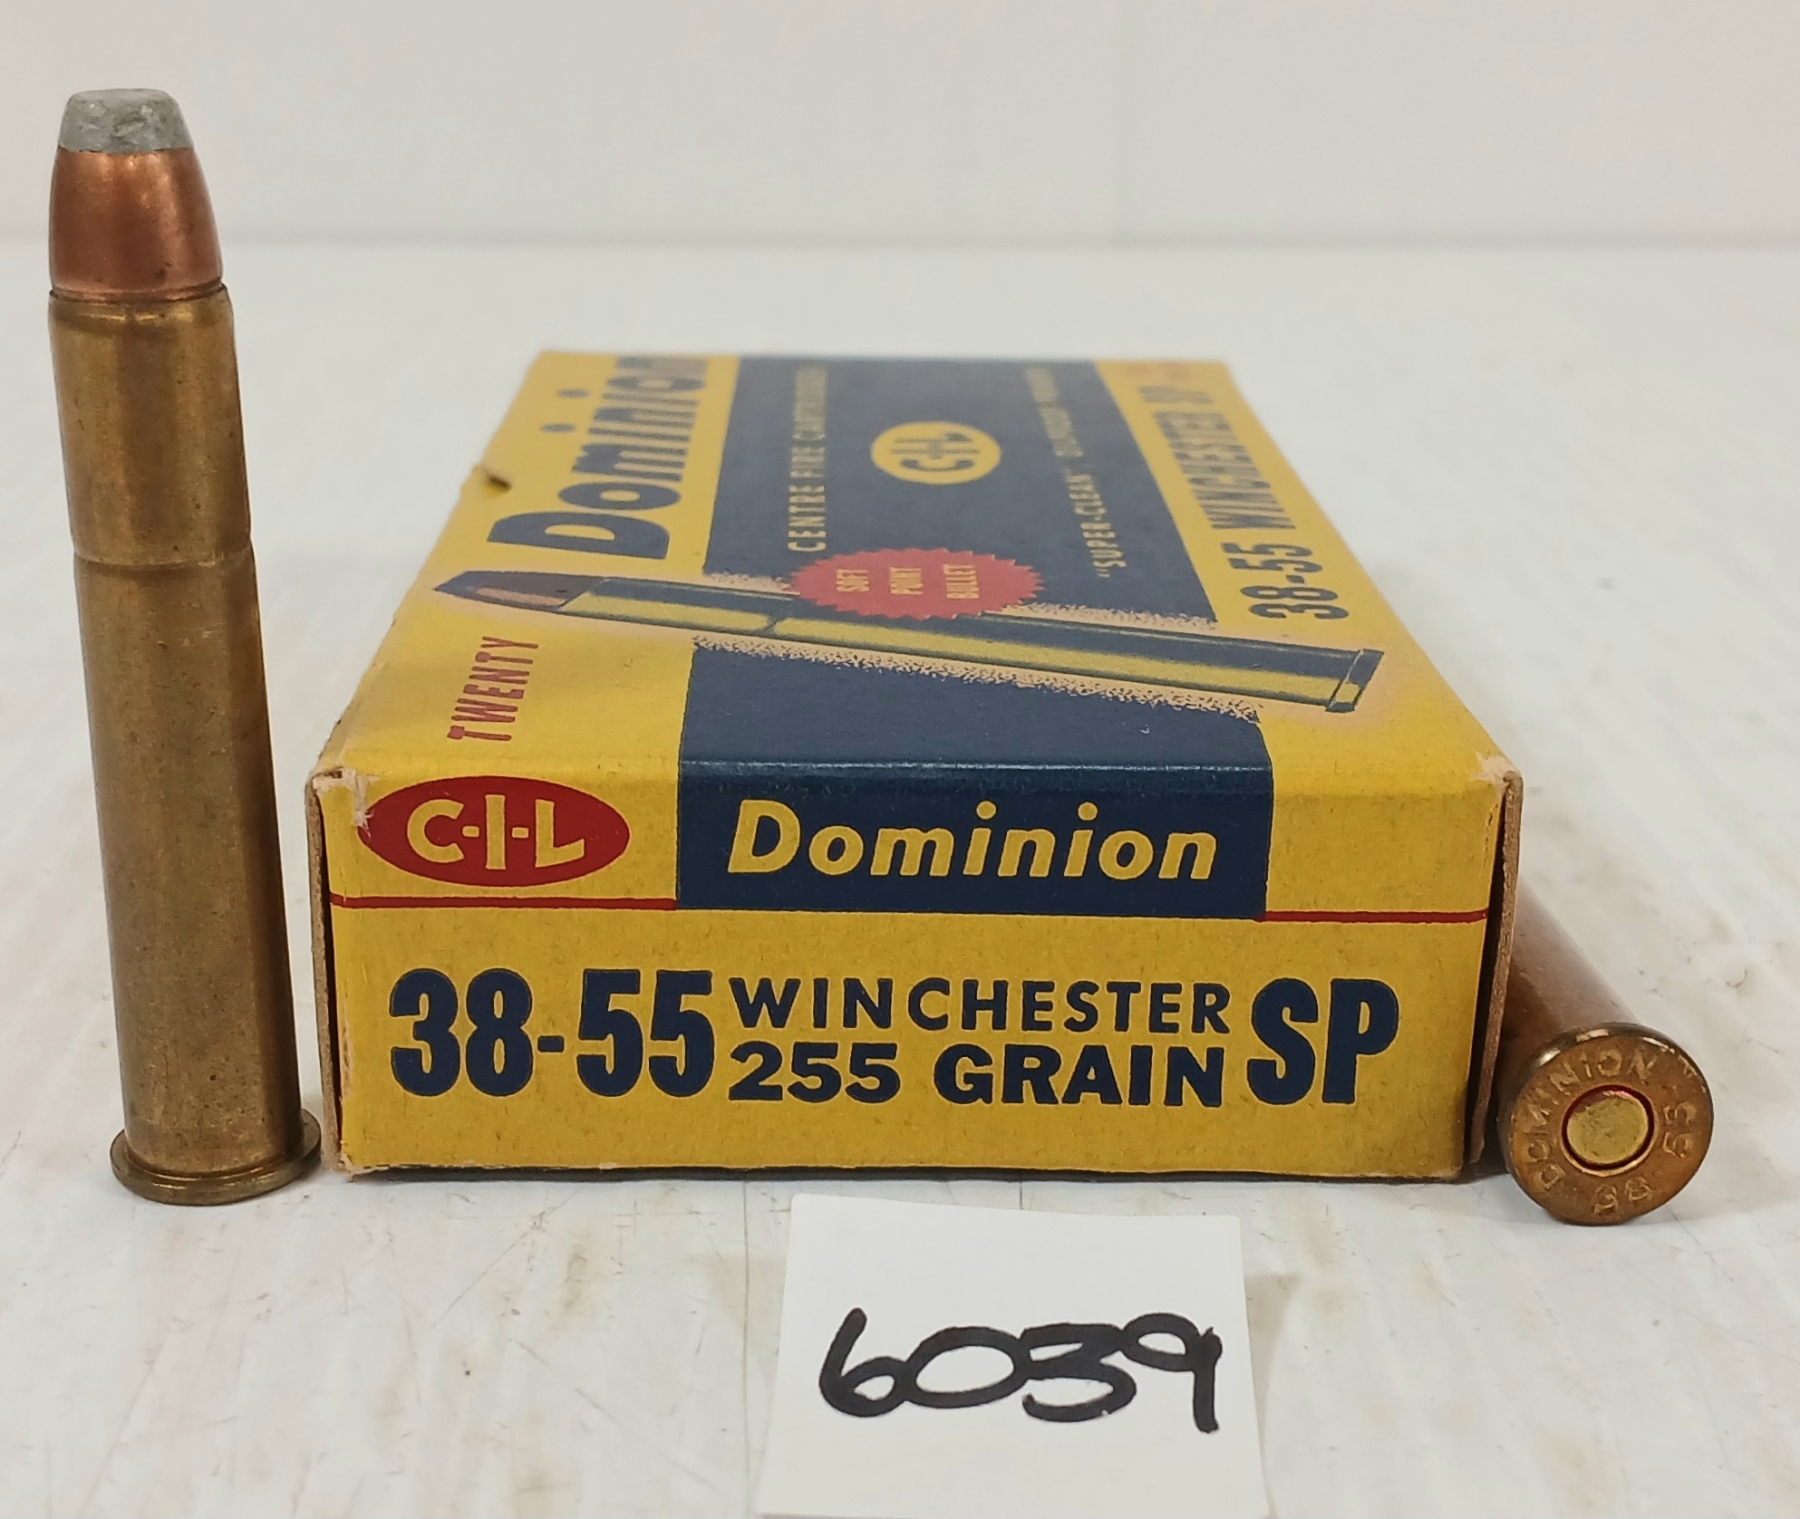 Dominion
CENTRE FIRE CARTRIDGES
C-I-L
"SUPER-CLEAN"
38-55 WINCHESTER SP
SOFT
POINT
BULLET
TWENTY
C-I-L
Dominion
38-55 WINCHESTER 255 GRAIN SP
DOMINION
38 55
6039